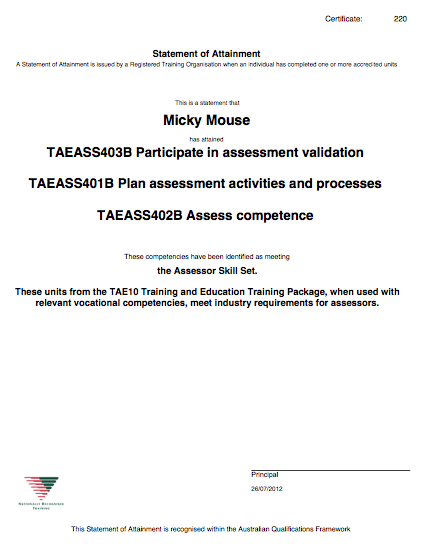 Certificate: 220
Statement of Attainment
A Statement of Attainment is issued by a Registered Training Organisation when an individual has completed one or more accredited units
This is a statement that
Micky Mouse
has attained
TAEASS403B Participate in assessment validation
TAEASS401B Plan assessment activities and processes
TAEASS402B Assess competence
These competencies have been identified as meeting
the Assessor Skill Set.
These units from the TAE10 Training and Education Training Package, when used with
relevant vocational competencies, meet industry requirements for assessors.
Principal
26/07/2012
NATIONALLY RECOGNISED
TRAINING
This Statement of Attainment is recognised within the Australian Qualifications Framework